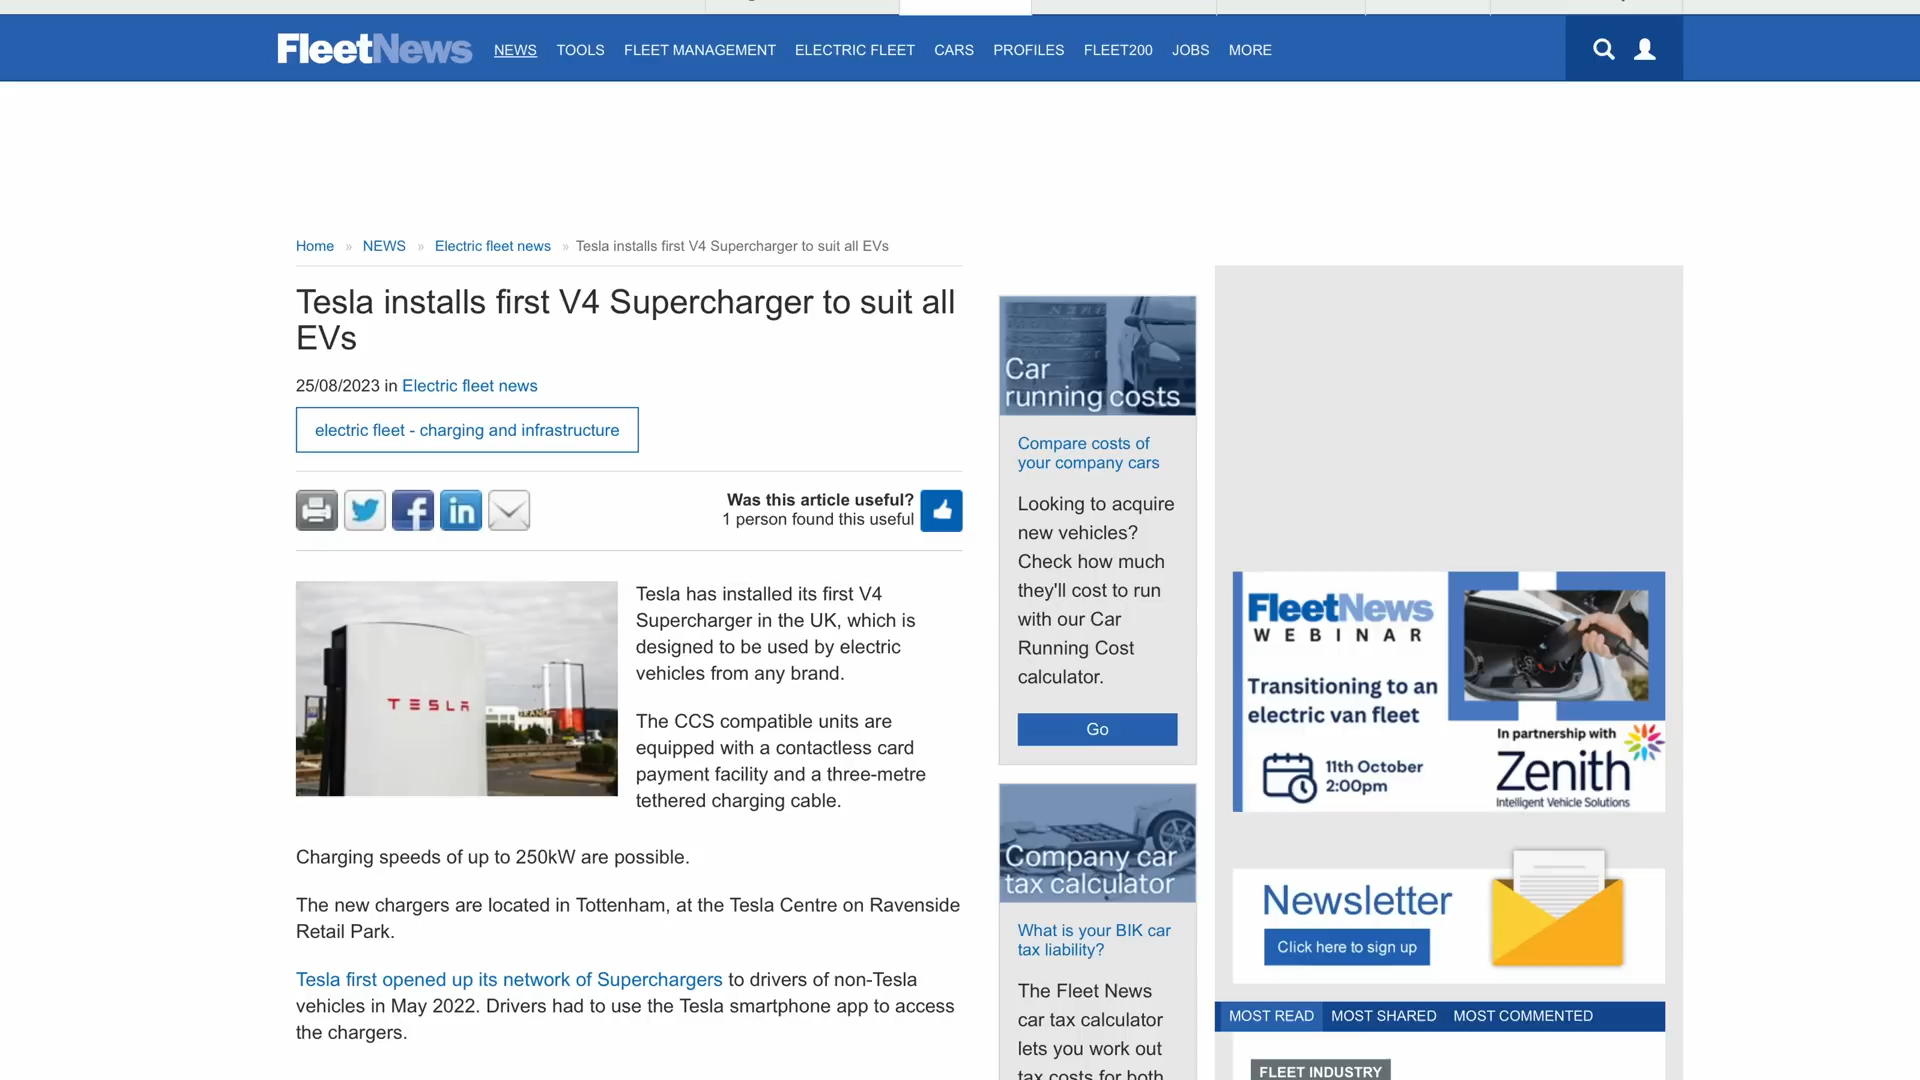 FleetNews
NEWS TOOLS FLEET MANAGEMENT ELECTRIC FLEET CARS PROFILES FLEET200 JOBS MORE
Home » NEWS » Electric fleet news » Tesla installs first V4 Supercharger to suit all EVs
Tesla installs first V4 Supercharger to suit all
EVs
25/08/2023 in Electric fleet news
electric fleet - charging and infrastructure
Was this article useful?
1 person found this useful
TESLA
Tesla has installed its first V4
Supercharger in the UK, which is
designed to be used by electric
vehicles from any brand.
The CCS compatible units are
equipped with a contactless card
payment facility and a three-metre
tethered charging cable.
Charging speeds of up to 250kW are possible.
The new chargers are located in Tottenham, at the Tesla Centre on Ravenside
Retail Park.
Tesla first opened up its network of Superchargers to drivers of non-Tesla
vehicles in May 2022. Drivers had to use the Tesla smartphone app to access
the chargers.
Car
running costs
Compare costs of
your company cars
Looking to acquire
new vehicles?
Check how much
they'll cost to run
with our Car
Running Cost
calculator.
Go
Company car
tax calculator
What is your BIK car
tax liability?
The Fleet News
car tax calculator
lets you work out
tax costs for both
FleetNews
WEBINAR
Transitioning to an
electric van fleet
11th October
2:00pm
In partnership with
Zenith
Intelligent Vehicle Solutions
Newsletter
Click here to sign up
MOST READ MOST SHARED MOST COMMENTED
FLEET INDUSTRY